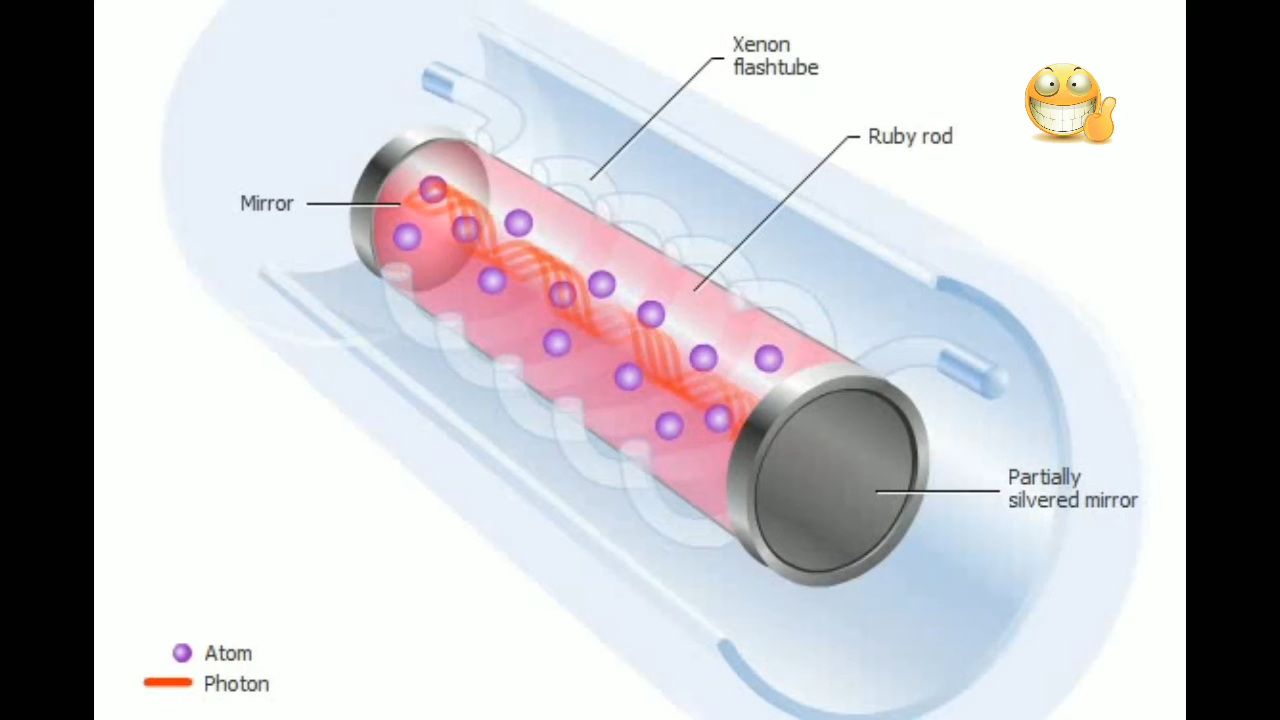 Xenon
flashtube
Ruby rod
Mirror
Partially
silvered mirror
Atom
Photon